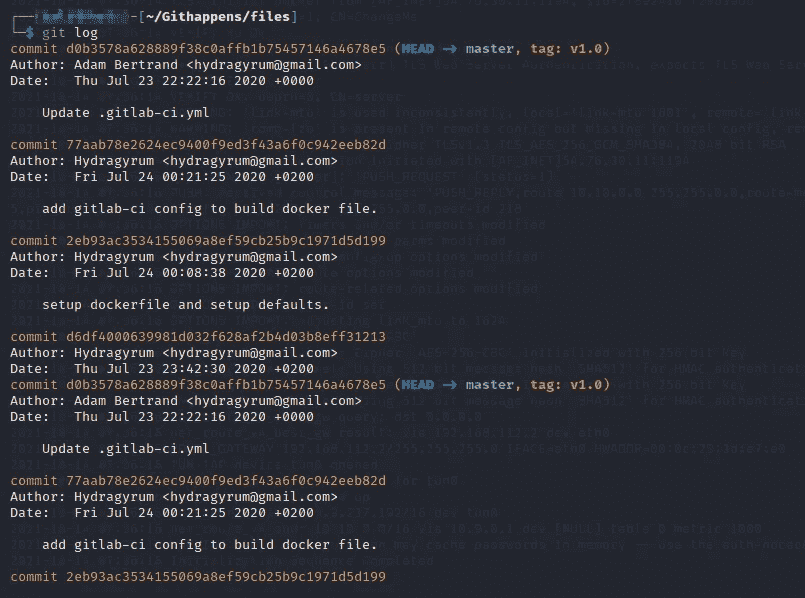 -[~/Githappens/files]
$ git log
commit d0b3578a628889f38c0affb1b75457146a4678e5 (HEAD -> master, tag: v1.0)
Author: Adam Bertrand <hydragyrum@gmail.com>
Date:   Thu Jul 23 22:22:16 2020 +0000
Update .gitlab-ci.yml
commit 77aab78e2624ec9400f9ed3f43a6f0c942eeb82d
Author: Hydragyrum <hydragyrum@gmail.com>
Date:   Fri Jul 24 00:21:25 2020 +0200
add gitlab-ci config to build docker file.
commit 2eb93ac3534155069a8ef59cb25b9c1971d5d199
Author: Hydragyrum <hydragyrum@gmail.com>
Date:   Fri Jul 24 00:08:38 2020 +0200
setup dockerfile and setup defaults.
commit d6df4000639981d032f628af2b4d03b8eff31213
Author: Hydragyrum <hydragyrum@gmail.com>
Date:   Thu Jul 23 23:42:30 2020 +0200
commit d0b3578a628889f38c0affb1b75457146a4678e5 (HEAD -> master, tag: v1.0)
Author: Adam Bertrand <hydragyrum@gmail.com>
Date:   Thu Jul 23 22:22:16 2020 +0000
Update .gitlab-ci.yml
commit 77aab78e2624ec9400f9ed3f43a6f0c942eeb82d
Author: Hydragyrum <hydragyrum@gmail.com>
Date:   Fri Jul 24 00:21:25 2020 +0200
add gitlab-ci config to build docker file.
commit 2eb93ac3534155069a8ef59cb25b9c1971d5d199